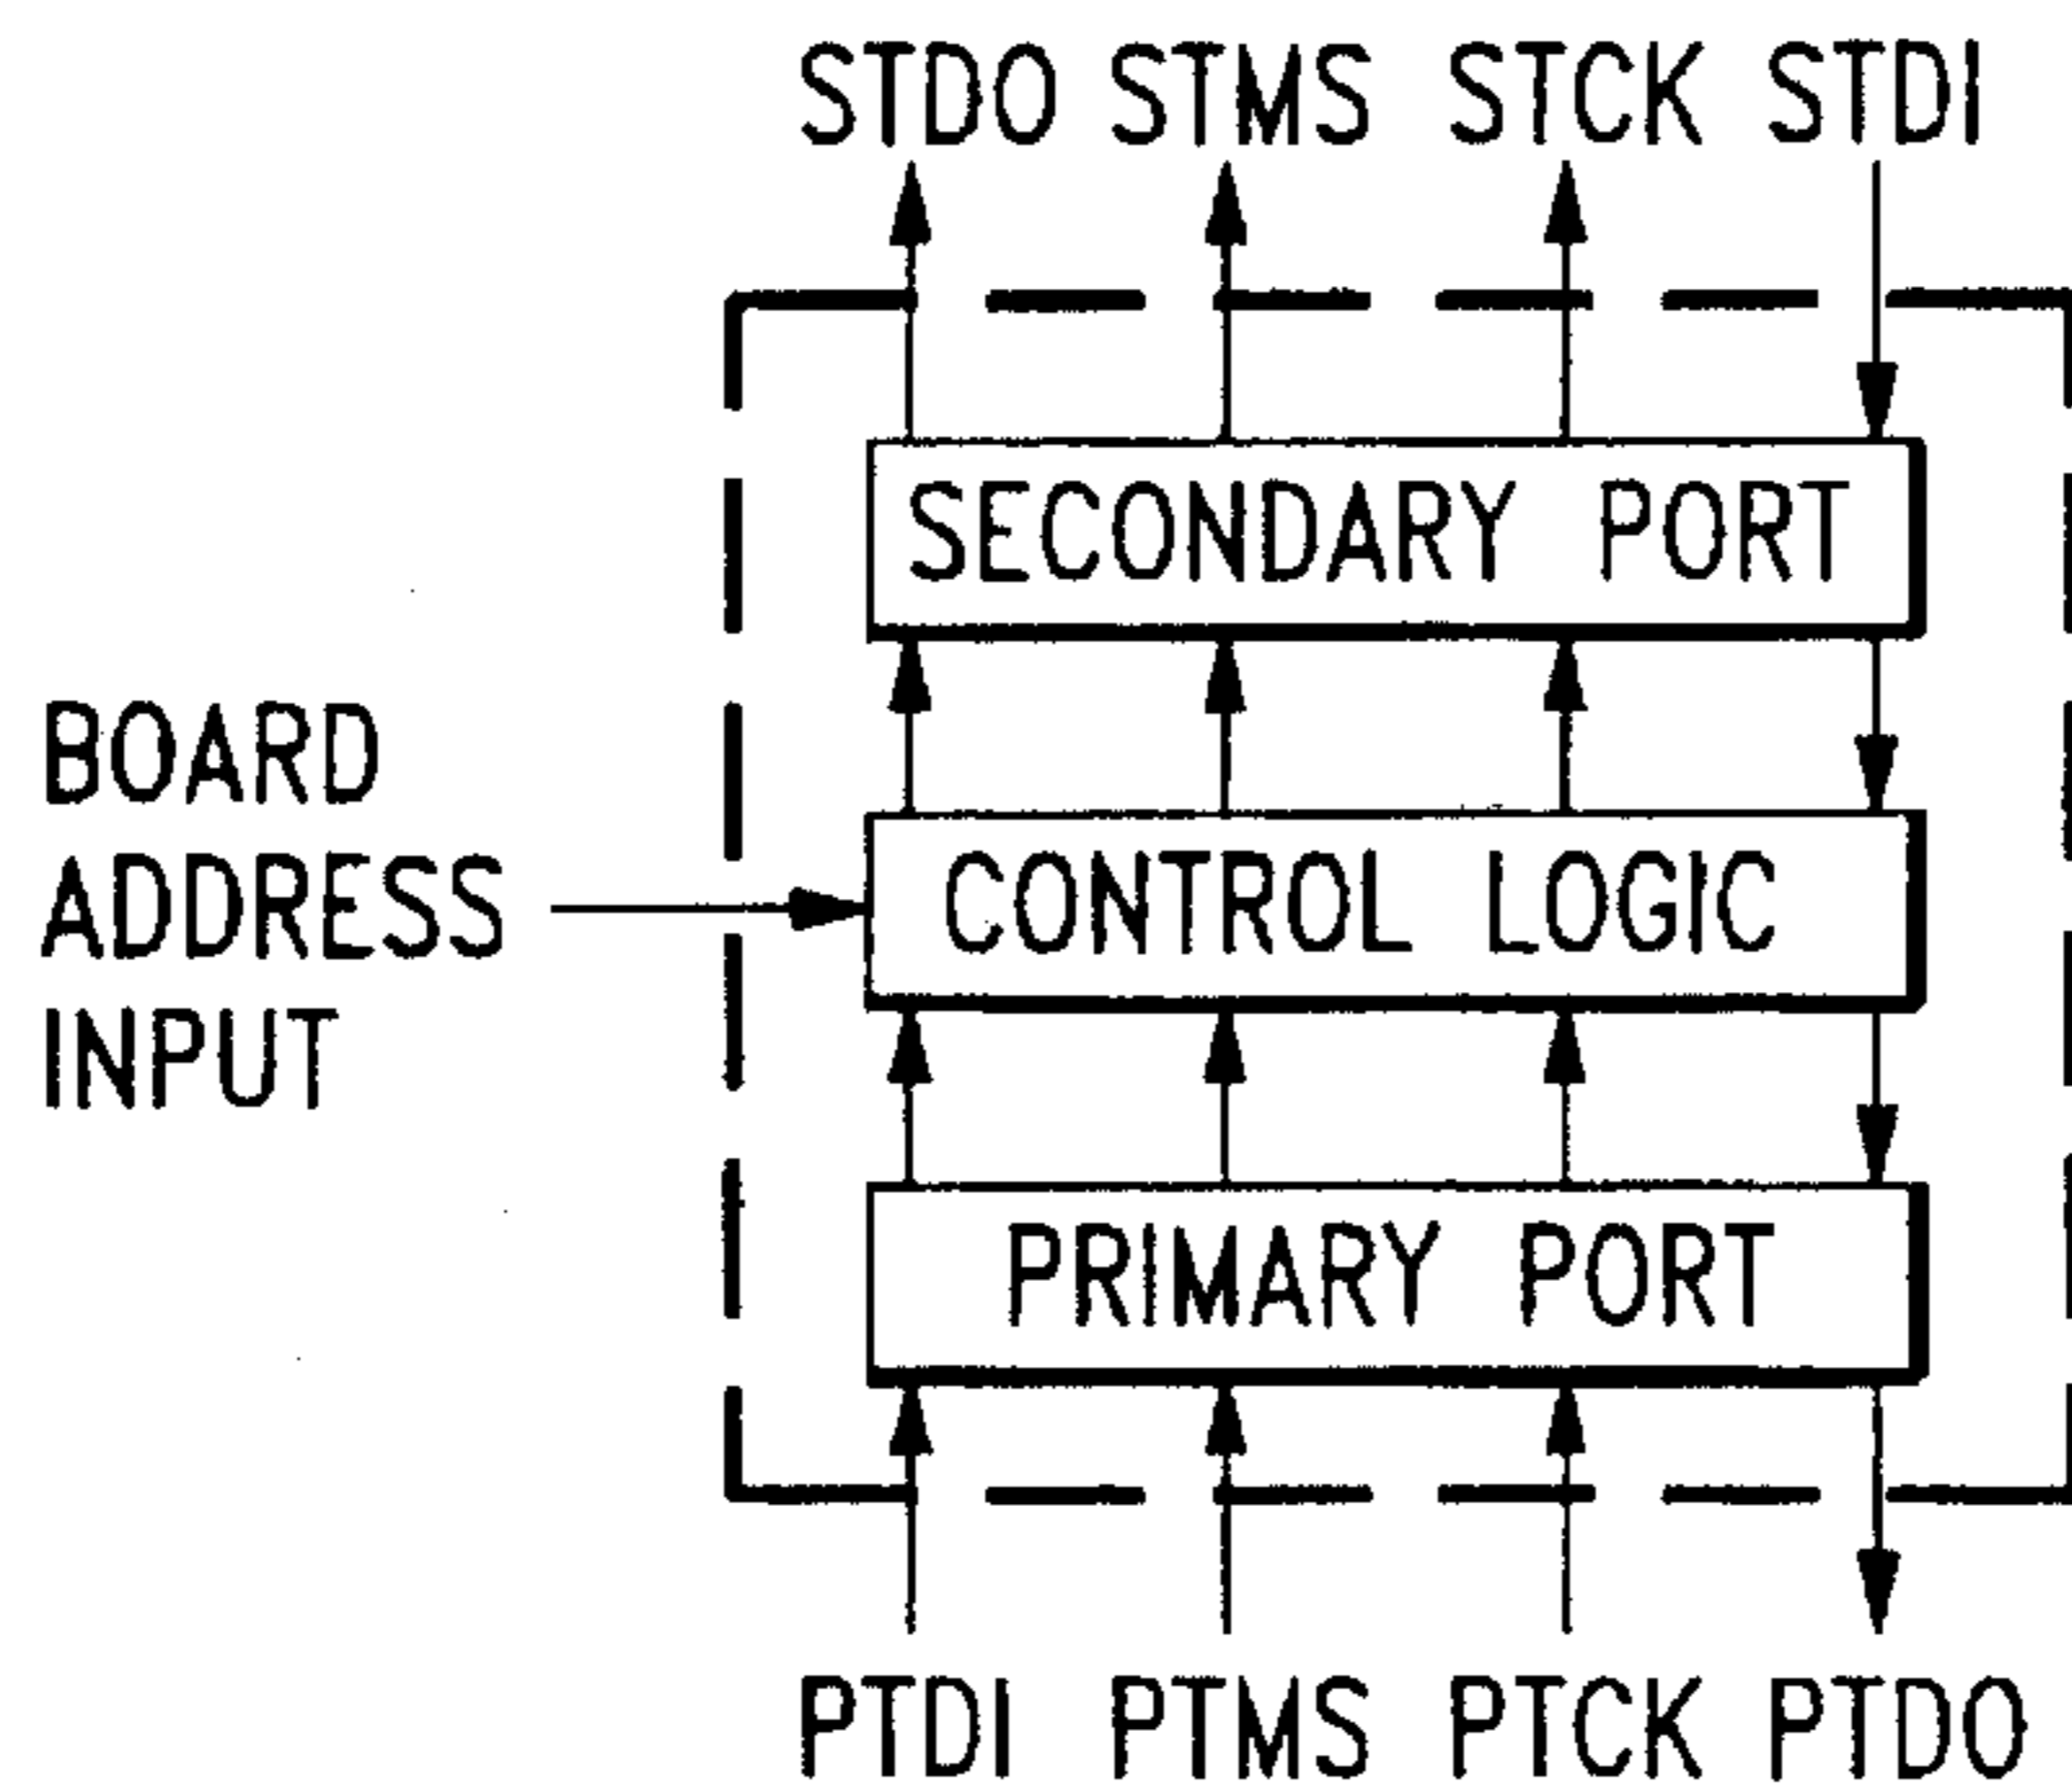 STDO STMS STCK STDI
SECONDARY PORT
BOARD
ADDRESS
INPUT
CONTROL LOGIC
PRIMARY PORT
PTDI PTMS PTCK PTDO